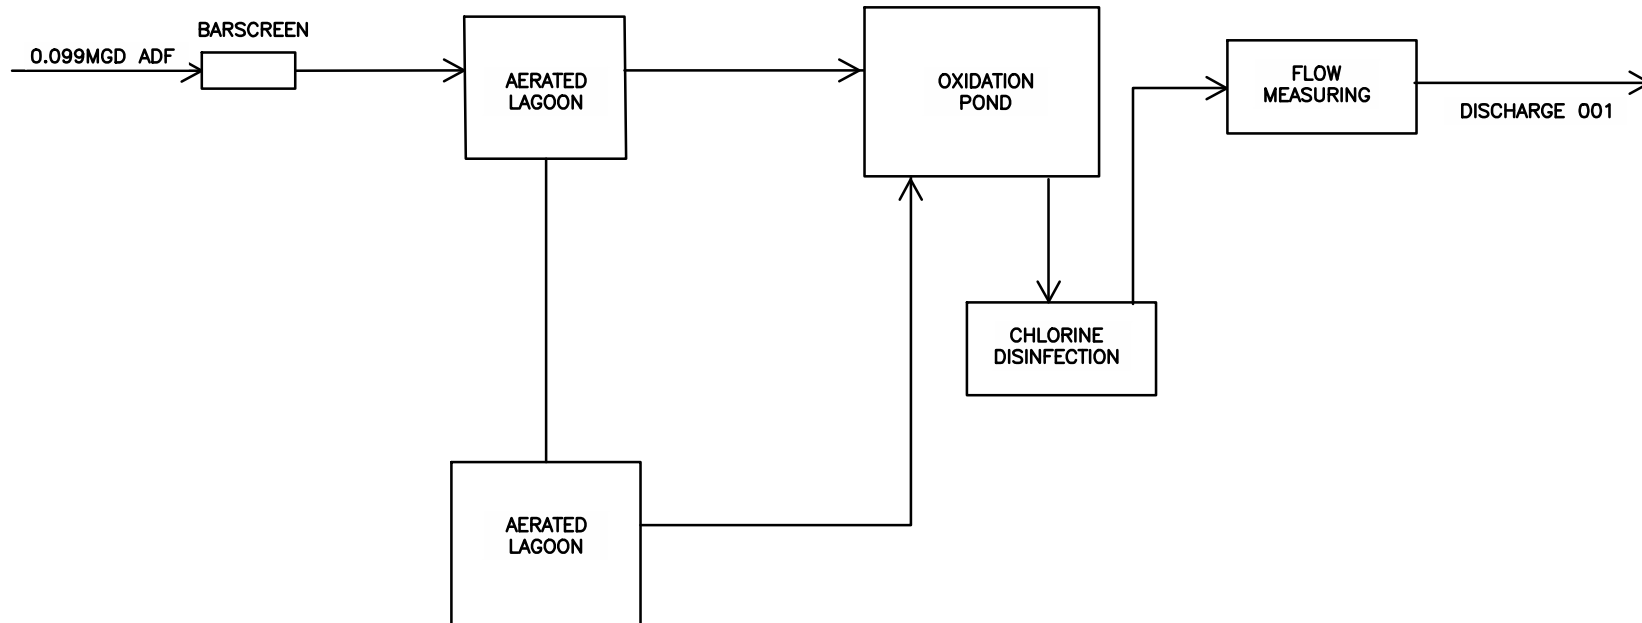 BARSCREEN
0.099MGD ADF
AERATED
LAGOON
OXIDATION
POND
FLOW
MEASURING
DISCHARGE 001
CHLORINE
DISINFECTION
AERATED
LAGOON